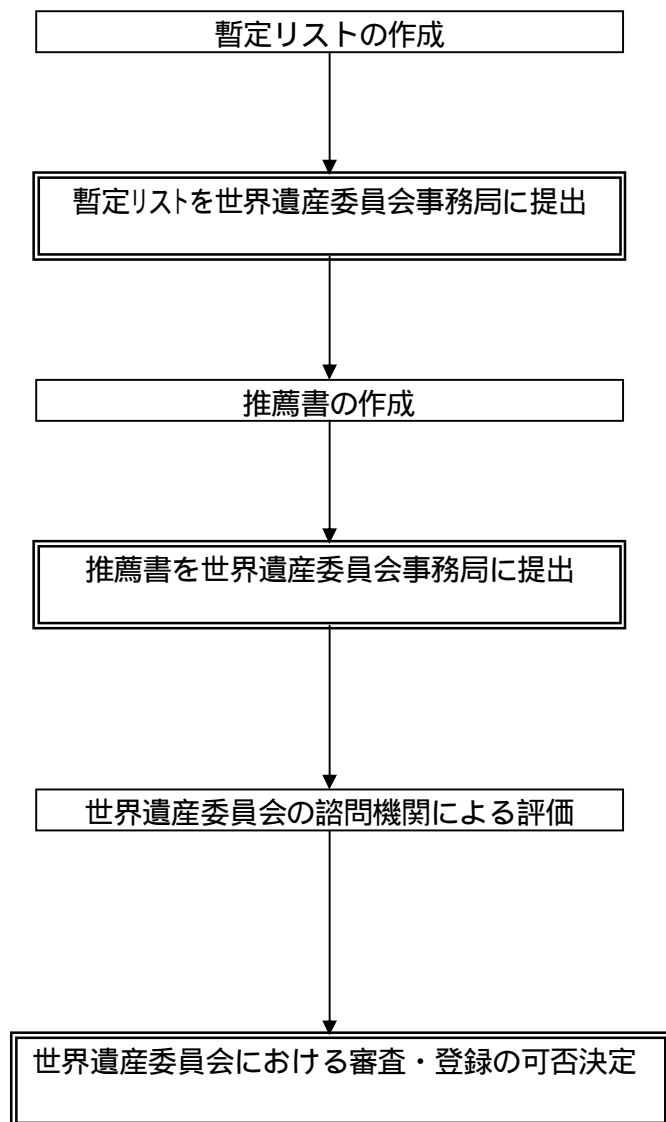 暫定リストの作成
暫定リストを世界遺産委員会事務局に提出
推薦書の作成
推薦書を世界遺産委員会事務局に提出
世界遺産委員会の諮問機関による評価
世界遺産委員会における審査・登録の可否決定